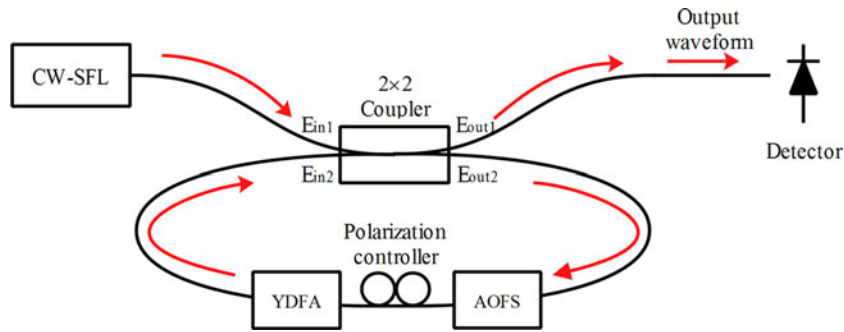 Output
waveform
CW-SFL
2×2
Coupler
Ein1
Eout1
Ein2
Eout2
Detector
Polarization
controller
YDFA
AOFS